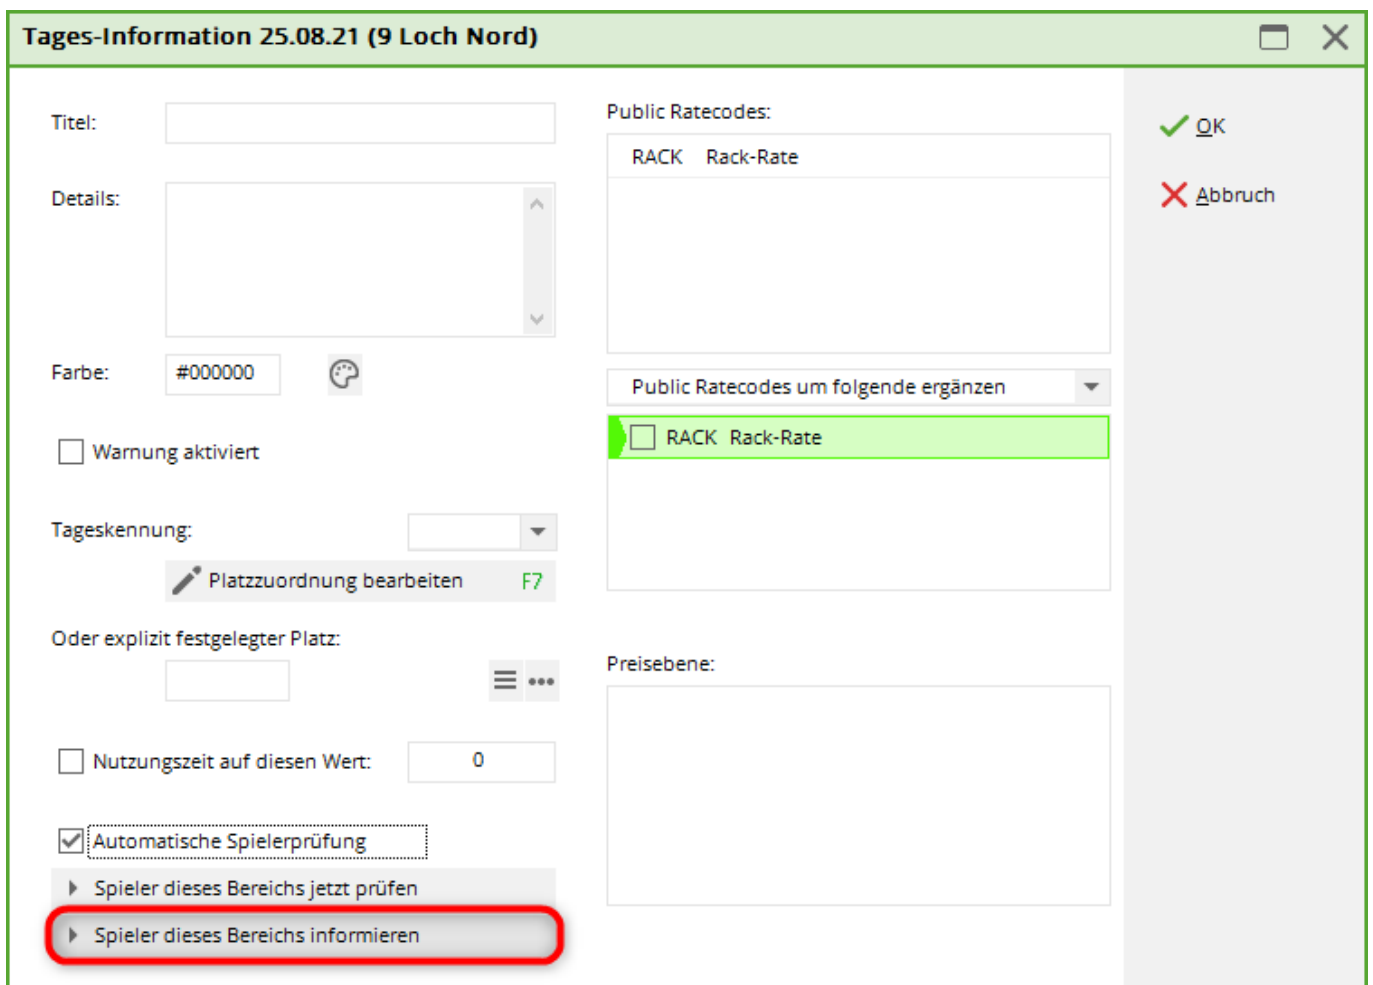 Tages-Information 25.08.21 (9 Loch Nord)
Titel:
Details:
Farbe:
#000000
Warnung aktiviert
Tageskennung:
Platzzuordnung bearbeiten F7
Oder explizit festgelegter Platz:
Nutzungszeit auf diesen Wert:
0
Automatische Spielerprüfung
Spieler dieses Bereichs jetzt prüfen
Spieler dieses Bereichs informieren
Public Ratecodes:
RACK Rack-Rate
Public Ratecodes um folgende ergänzen
RACK Rack-Rate
Preisebene:
OK
Abbruch